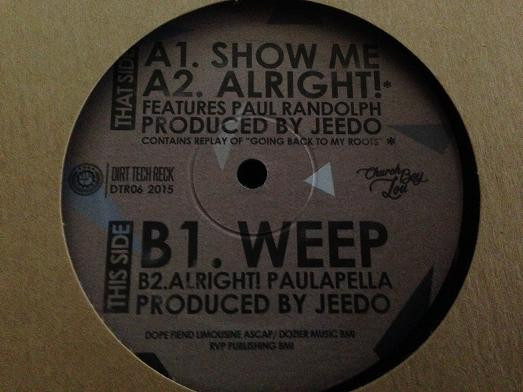 THAT SIDE
A1. SHOW ME
A2. ALRIGHT!*
FEATURES PAUL RANDOLPH
PRODUCED BY JEEDO
CONTAINS REPLAY OF "GOING BACK TO MY ROOTS" *
DIRT TECH RECK
DTR06 2015
Church Boy
Lou
THIS SIDE
B1. WEEP
B2.ALRIGHT! PAULAPELLA
PRODUCED BY JEEDO
DOPE FIEND LIMOUSINE ASCAP/ DOZIER MUSIC BMI
RVP PUBLISHING BMI